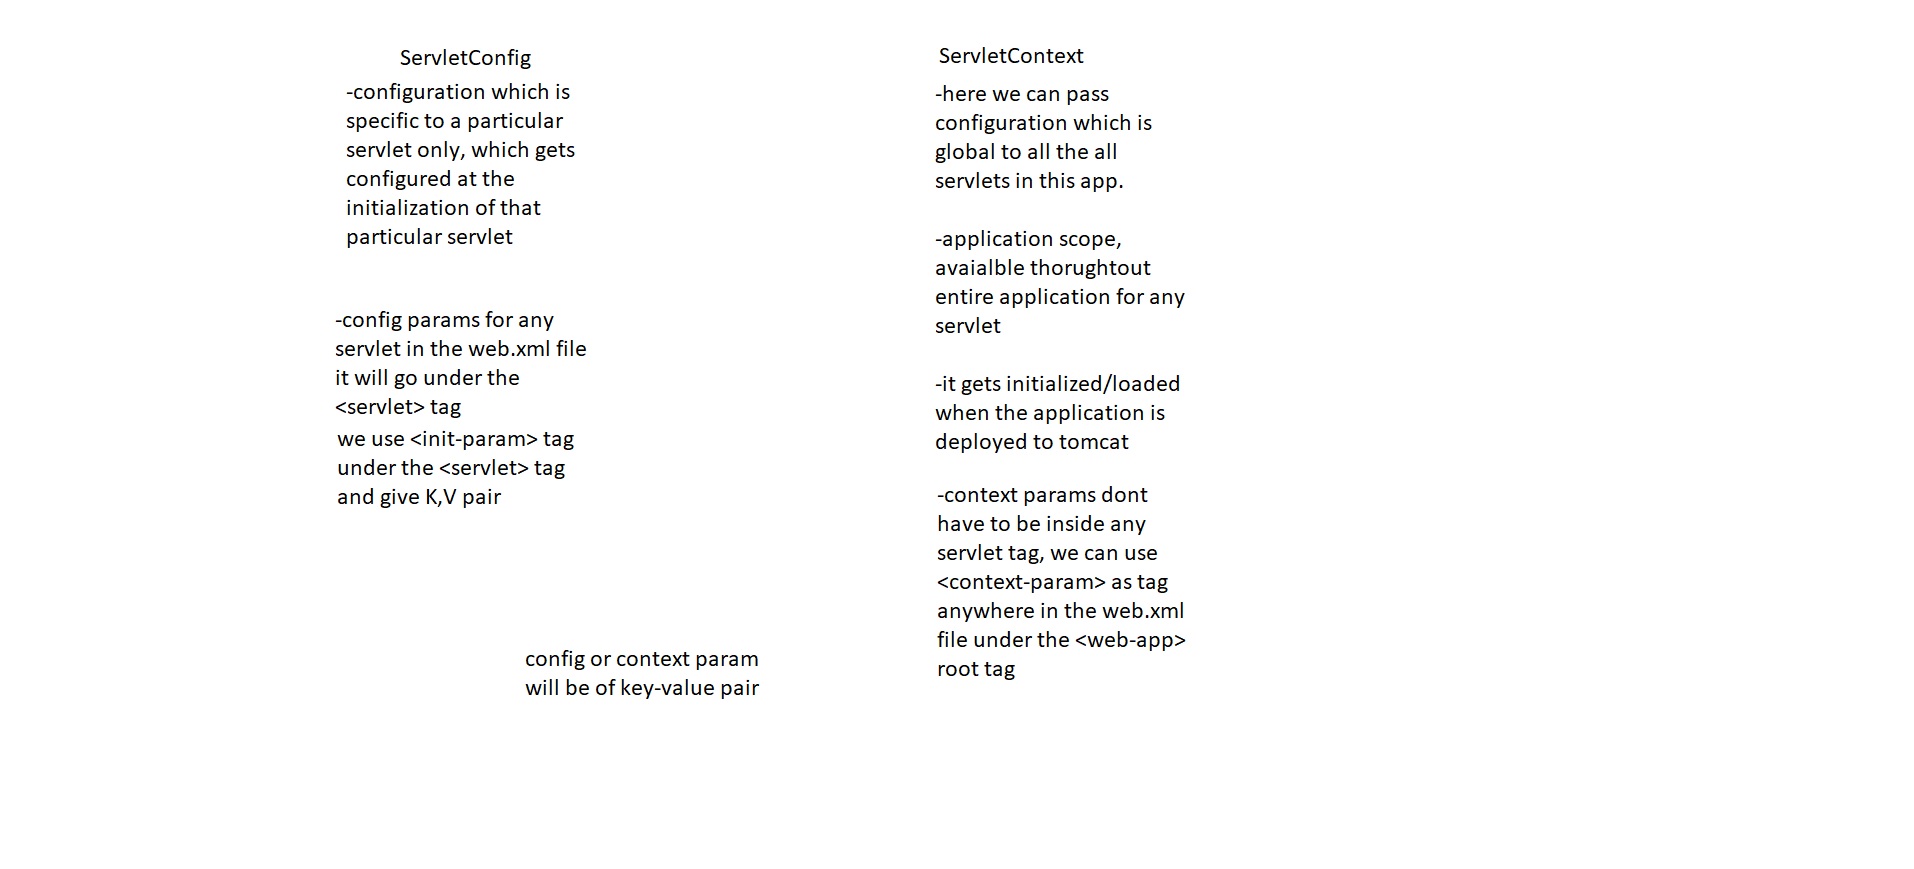 ServletConfig
-configuration which is
specific to a particular
servlet only, which gets
configured at the
initialization of that
particular servlet
-config params for any
servlet in the web.xml file
it will go under the
<servlet> tag
we use <init-param> tag
under the <servlet> tag
and give K,V pair
config or context param
will be of key-value pair
ServletContext
-here we can pass
configuration which is
global to all the all
servlets in this app.
-application scope,
avaialble thorughtout
entire application for any
servlet
-it gets initialized/loaded
when the application is
deployed to tomcat
-context params dont
have to be inside any
servlet tag, we can use
<context-param> as tag
anywhere in the web.xml
file under the <web-app>
root tag